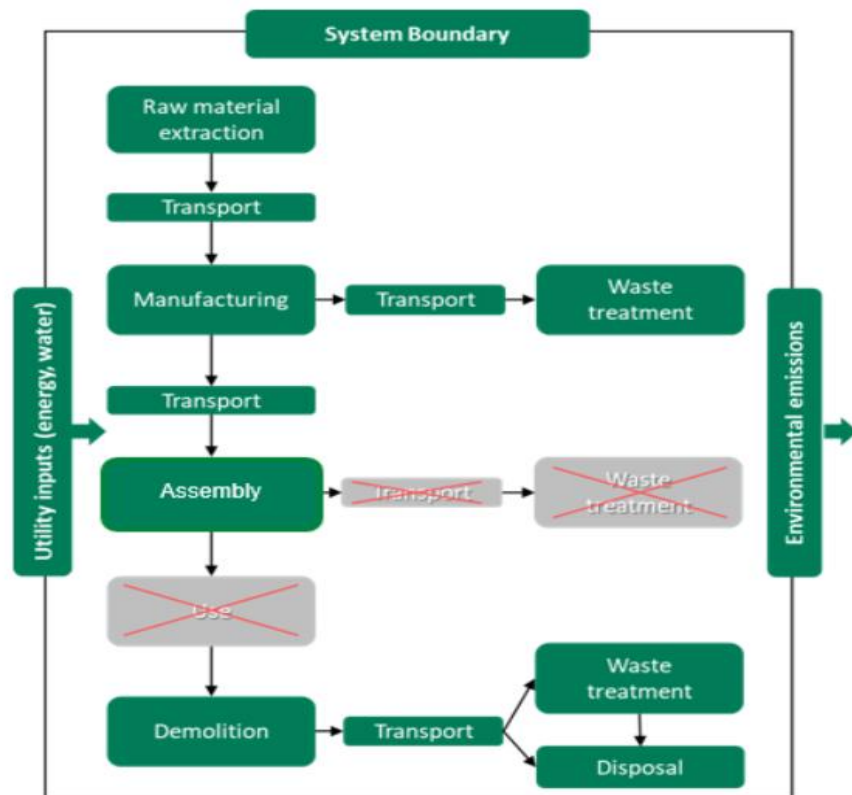 System Boundary
Raw material
extraction
Transport
Manufacturing
Transport
Waste
treatment
Transport
Assembly
Transport
Waste
treatment
Use
Demolition
Transport
Waste
treatment
Disposal
Utility inputs (energy, water)
Environmental emissions